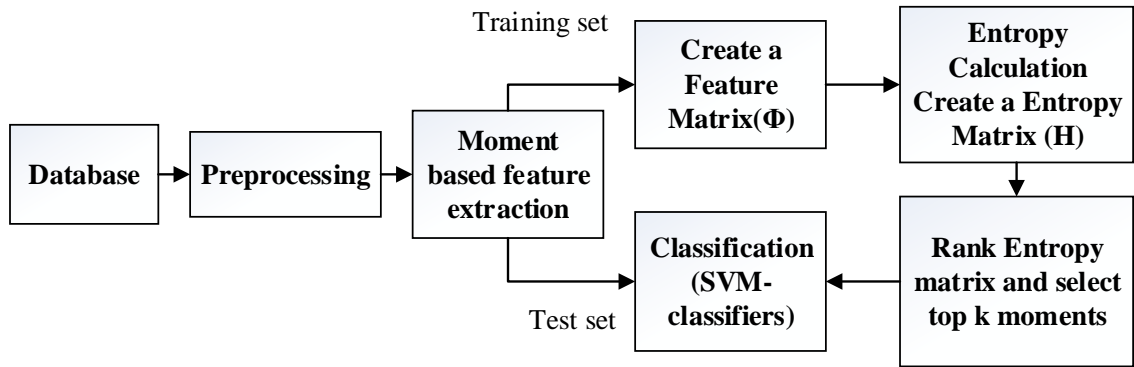 Training set
Database
Preprocessing
Moment
based feature
extraction
Create a
Feature
Matrix(Φ)
Entropy
Calculation
Create a Entropy
Matrix (H)
Rank Entropy
matrix and select
top k moments
Classification
(SVM-
classifiers)
Test set